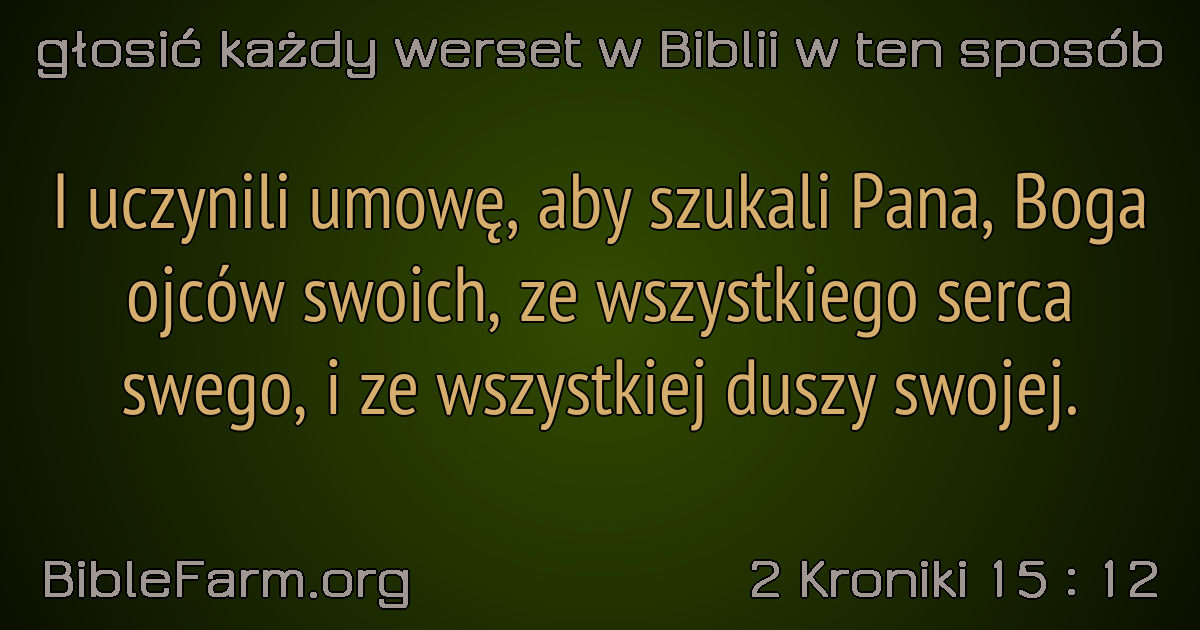 głosić każdy werset w Biblii w ten sposób
I uczynili umowę, aby szukali Pana, Boga
ojców swoich, ze wszystkiego serca
swego, i ze wszystkiej duszy swojej.
BibleFarm.org
2 Kroniki 15 : 12